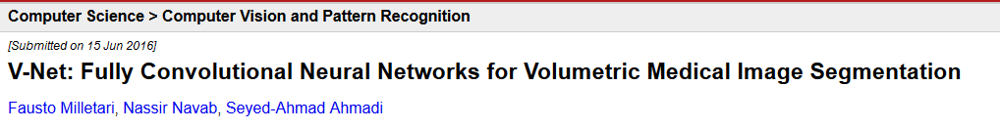 Computer Science > Computer Vision and Pattern Recognition
[Submitted on 15 Jun 2016]
V-Net: Fully Convolutional Neural Networks for Volumetric Medical Image Segmentation
Fausto Milletari, Nassir Navab, Seyed-Ahmad Ahmadi